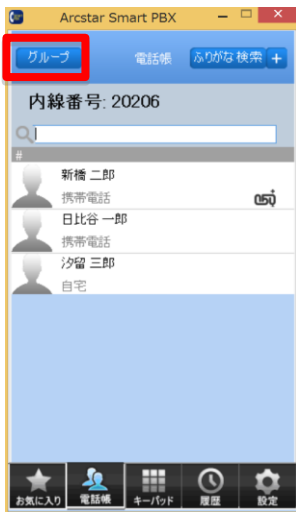 Arcstar Smart PBX
グループ 電話帳 ふりがな検索 +
内線番号: 20206
#
新橋 二郎
携帯電話
日比谷 一郎
携帯電話
汐留 三郎
自宅
お気に入り 電話帳 キーパッド 履歴 設定